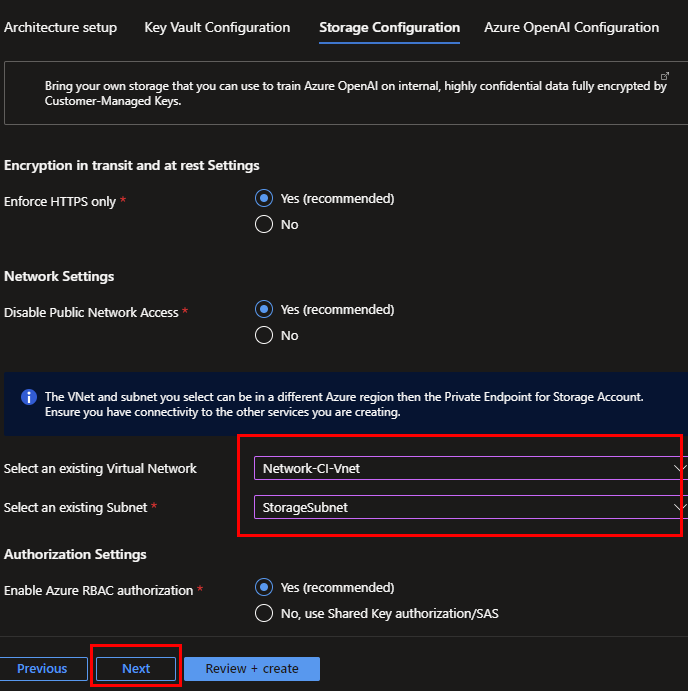 Architecture setup Key Vault Configuration Storage Configuration Azure OpenAI Configuration
Bring your own storage that you can use to train Azure OpenAI on internal, highly confidential data fully encrypted by
Customer-Managed Keys.
Encryption in transit and at rest Settings
Enforce HTTPS only *
Yes (recommended)
No
Network Settings
Disable Public Network Access *
Yes (recommended)
No
The VNet and subnet you select can be in a different Azure region then the Private Endpoint for Storage Account.
Ensure you have connectivity to the other services you are creating.
Select an existing Virtual Network Network-CI-Vnet
Select an existing Subnet * StorageSubnet
Authorization Settings
Enable Azure RBAC authorization *
Yes (recommended)
No, use Shared Key authorization/SAS
Previous Next Review + create